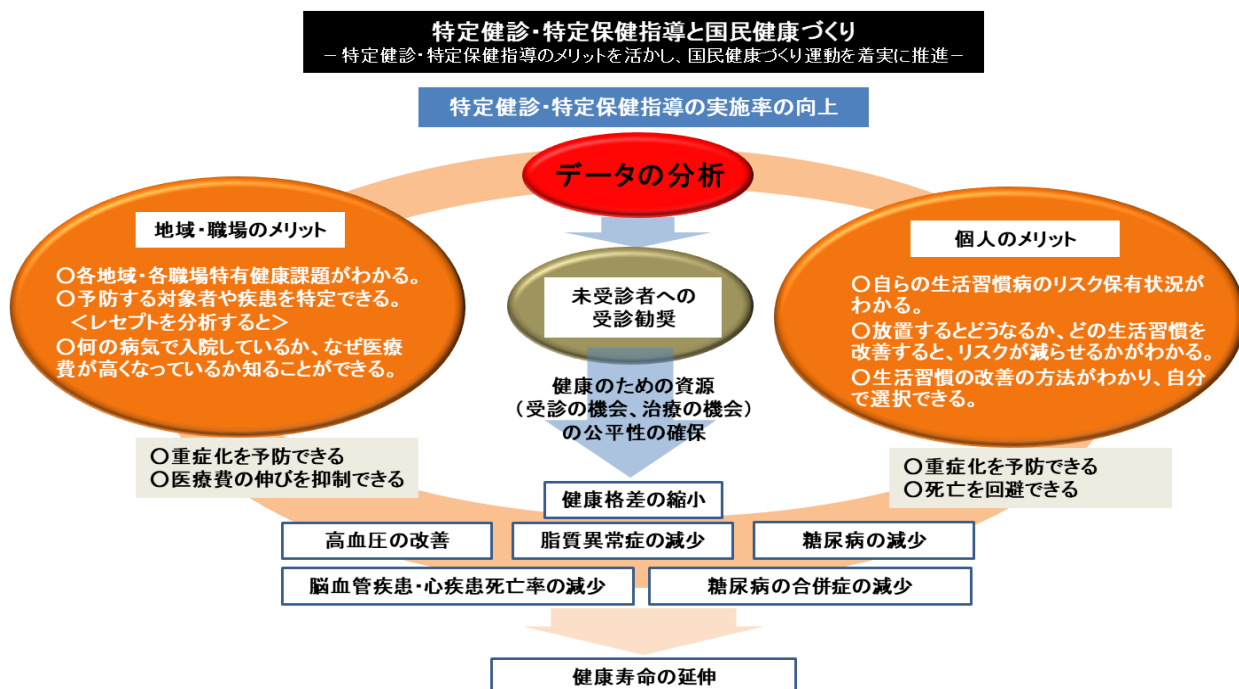 特定健診・特定保健指導と国民健康づくり
－特定健診・特定保健指導のメリットを活かし、国民健康づくり運動を着実に推進－
特定健診・特定保健指導の実施率の向上
データの分析
地域・職場のメリット
○各地域・各職場特有健康課題がわかる。
○予防する対象者や疾患を特定できる。
＜レセプトを分析すると＞
○何の病気で入院しているか、なぜ医療
費が高くなっているか知ることができる。
○重症化を予防できる
○医療費の伸びを抑制できる
未受診者への
受診勧奨
健康のための資源
（受診の機会、治療の機会）
の公平性の確保
個人のメリット
○自らの生活習慣病のリスク保有状況が
わかる。
○放置するとどうなるか、どの生活習慣を
改善すると、リスクが減らせるかがわかる。
○生活習慣の改善の方法がわかり、自分
で選択できる。
○重症化を予防できる
○死亡を回避できる
健康格差の縮小
高血圧の改善
脂質異常症の減少
糖尿病の減少
脳血管疾患・心疾患死亡率の減少
糖尿病の合併症の減少
健康寿命の延伸